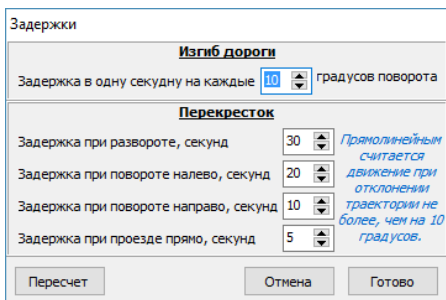 Задержки
Изгиб дороги
Задержка в одну секудну на каждые 10 градусов поворота
Перекресток
Задержка при развороте, секунд 30
Задержка при повороте налево, секунд 20
Задержка при повороте направо, секунд 10
Задержка при проезде прямо, секунд 5
Прямолинейным
считается
движение при
отклонении
траектории не
более, чем на 10
градусов.
Пересчет Отмена Готово